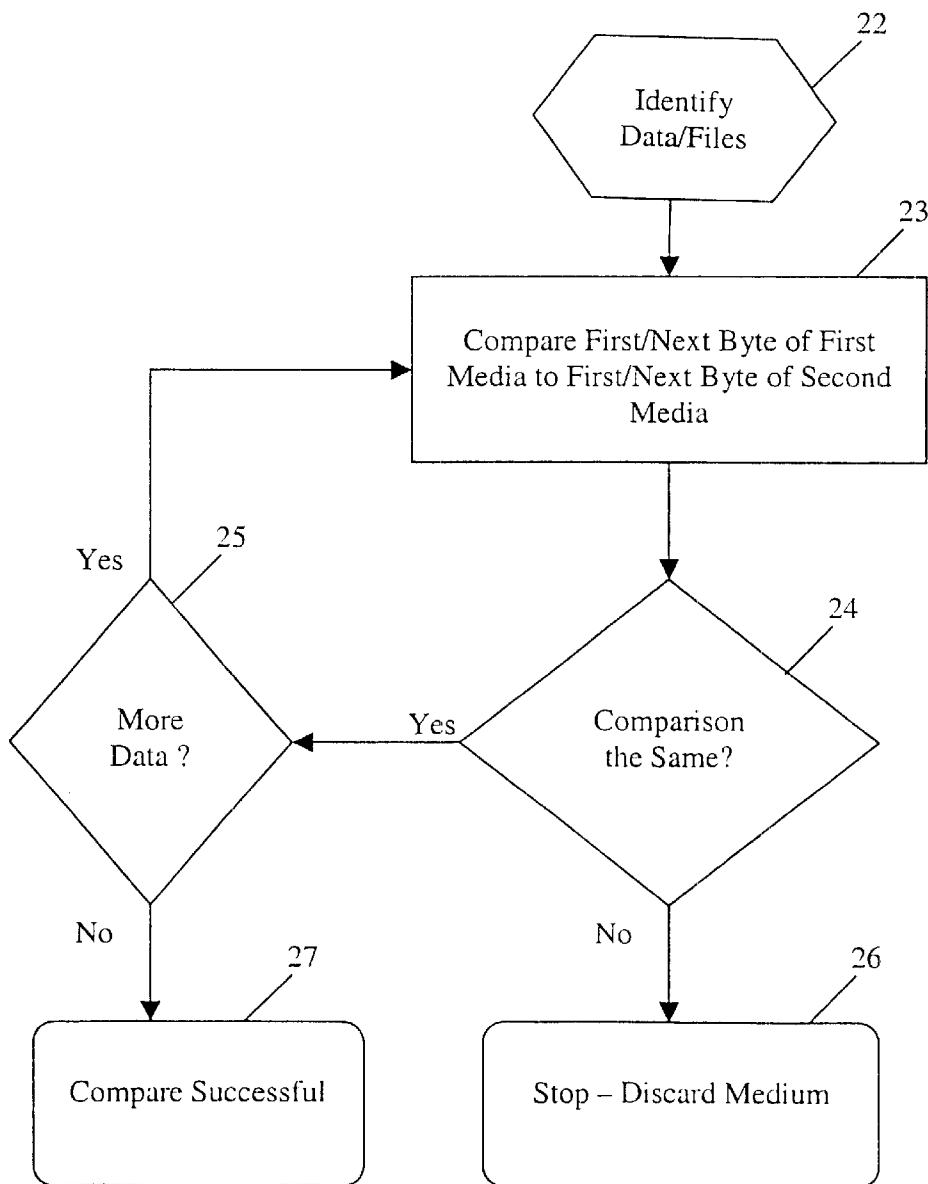 22
Identify
Data/Files
23
Compare First/Next Byte of First
Media to First/Next Byte of Second
Media
Yes
25
24
More
Data ?
Yes
Comparison
the Same?
No
No
27
26
Compare Successful
Stop – Discard Medium